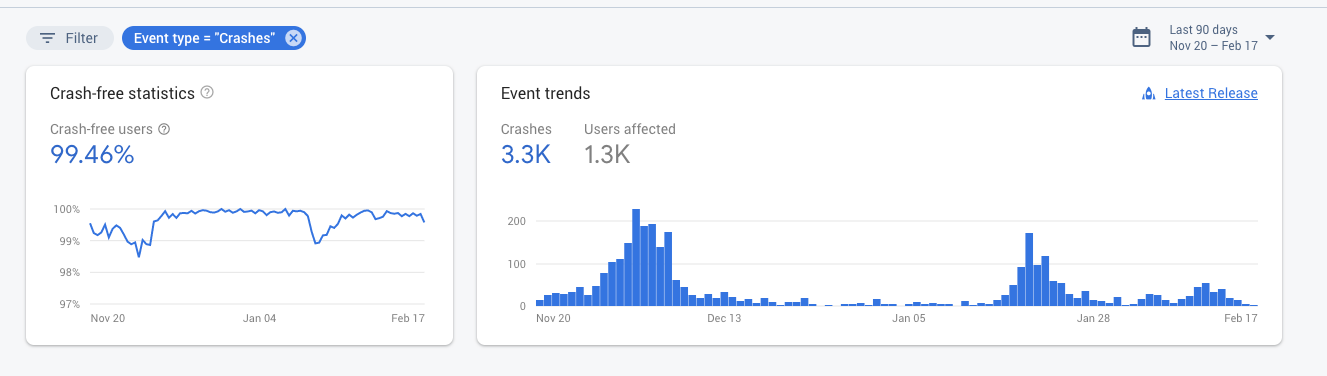 Filter
Event type = "Crashes"
Last 90 days
Nov 20 – Feb 17
Crash-free statistics
Crash-free users
99.46%
100%
99%
98%
97%
Nov 20 Jan 04 Feb 17
Event trends
Latest Release
Crashes Users affected
3.3K 1.3K
200
100
0
Nov 20 Dec 13 Jan 05 Jan 28 Feb 17